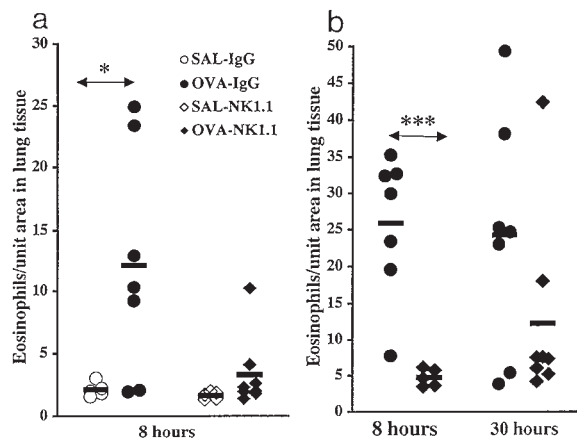 a
Eosinophils/unit area in lung tissue
30
25
20
15
10
5
0
*
SAL-IgG
OVA-IgG
SAL-NK1.1
OVA-NK1.1
8 hours
b
Eosinophils/unit area in lung tissue
50
45
40
35
30
25
20
15
10
5
0
***
8 hours
30 hours